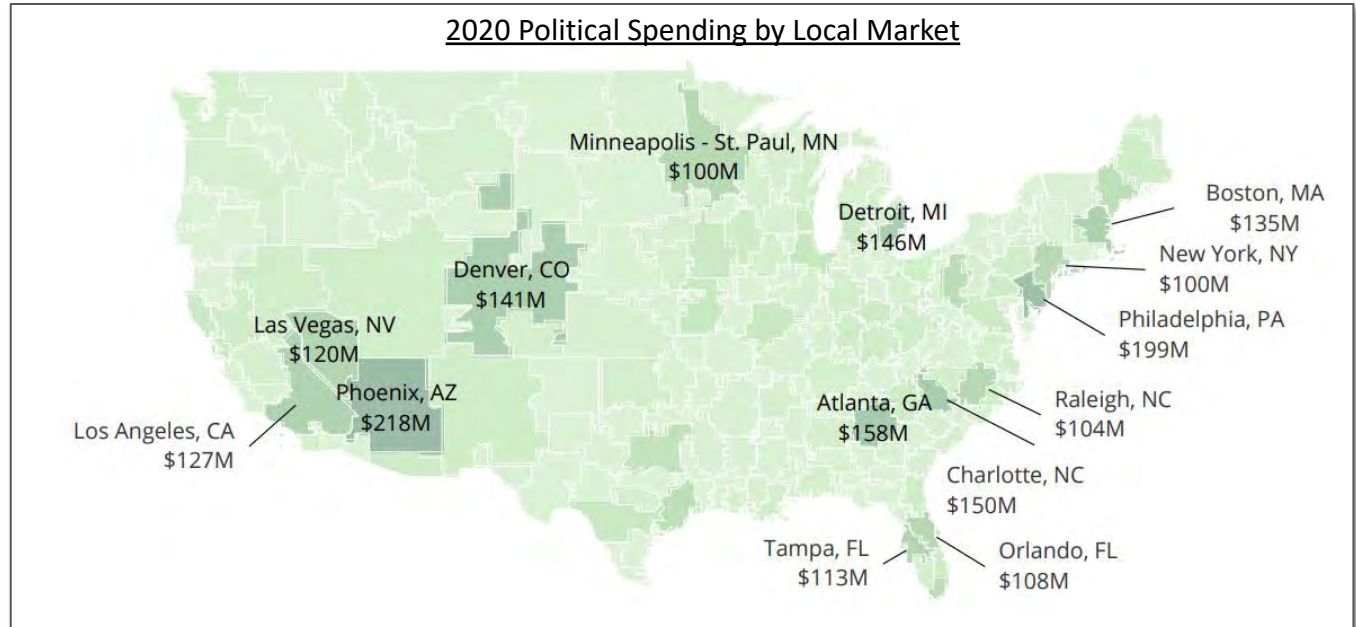 2020 Political Spending by Local Market
Minneapolis - St. Paul, MN
$100M
Detroit, MI
$146M
Boston, MA
$135M
New York, NY
$100M
Denver, CO
$141M
Philadelphia, PA
$199M
Las Vegas, NV
$120M
Phoenix, AZ
$218M
Los Angeles, CA
$127M
Atlanta, GA
$158M
Raleigh, NC
$104M
Charlotte, NC
$150M
Tampa, FL
$113M
Orlando, FL
$108M